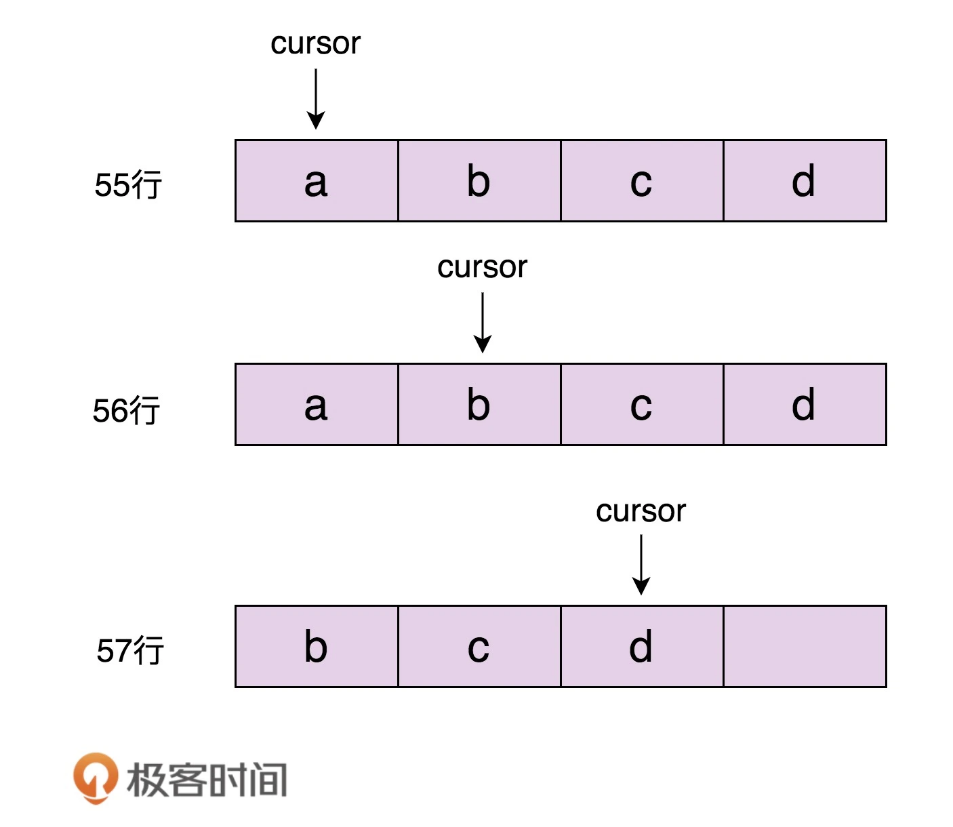 cursor
55行 a b c d
cursor
56行 a b c d
cursor
57行 b c d
极客时间